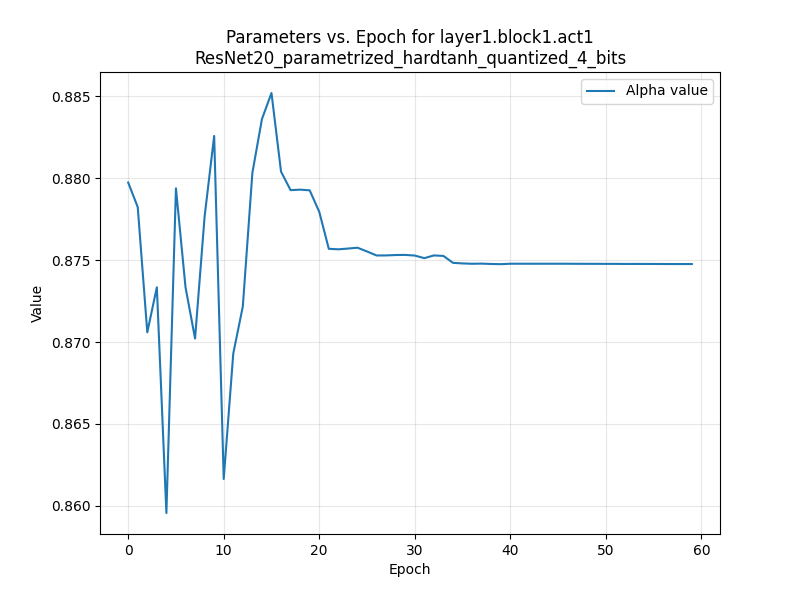 Parameters vs. Epoch for layer1.block1.act1
ResNet20_parametrized_hardtanh_quantized_4_bits
Alpha value
0.885
0.880
0.875
0.870
0.865
0.860
Value
0 10 20 30 40 50 60
Epoch